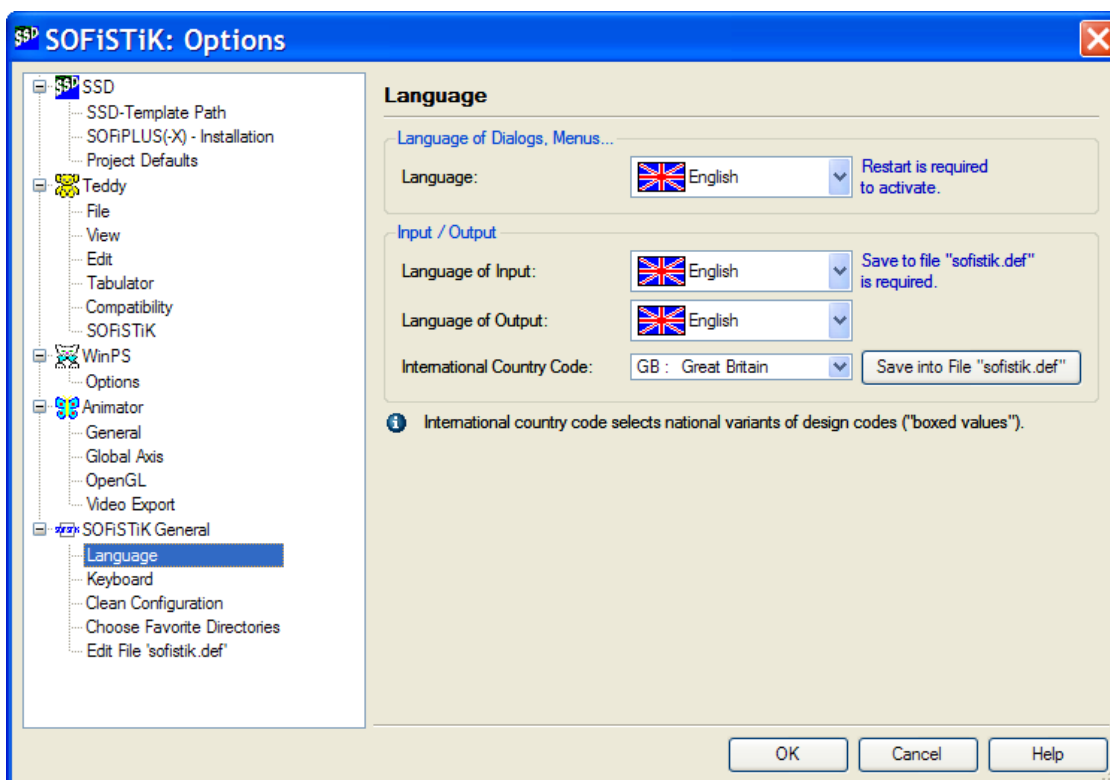 SOFiSTiK: Options
SSD
SSD-Template Path
SOFiPLUS(-X) - Installation
Project Defaults
Teddy
File
View
Edit
Tabulator
Compatibility
SOFiSTiK
WinPS
Options
Animator
General
Global Axis
OpenGL
Video Export
SOFiSTiK General
Language
Keyboard
Clean Configuration
Choose Favorite Directories
Edit File 'sofistik.def'
Language
Language of Dialogs, Menus...
Language: English Restart is required
to activate.
Input / Output
Language of Input: English Save to file "sofistik.def"
is required.
Language of Output: English
International Country Code: GB : Great Britain Save into File "sofistik.def"
International country code selects national variants of design codes ("boxed values").
OK Cancel Help